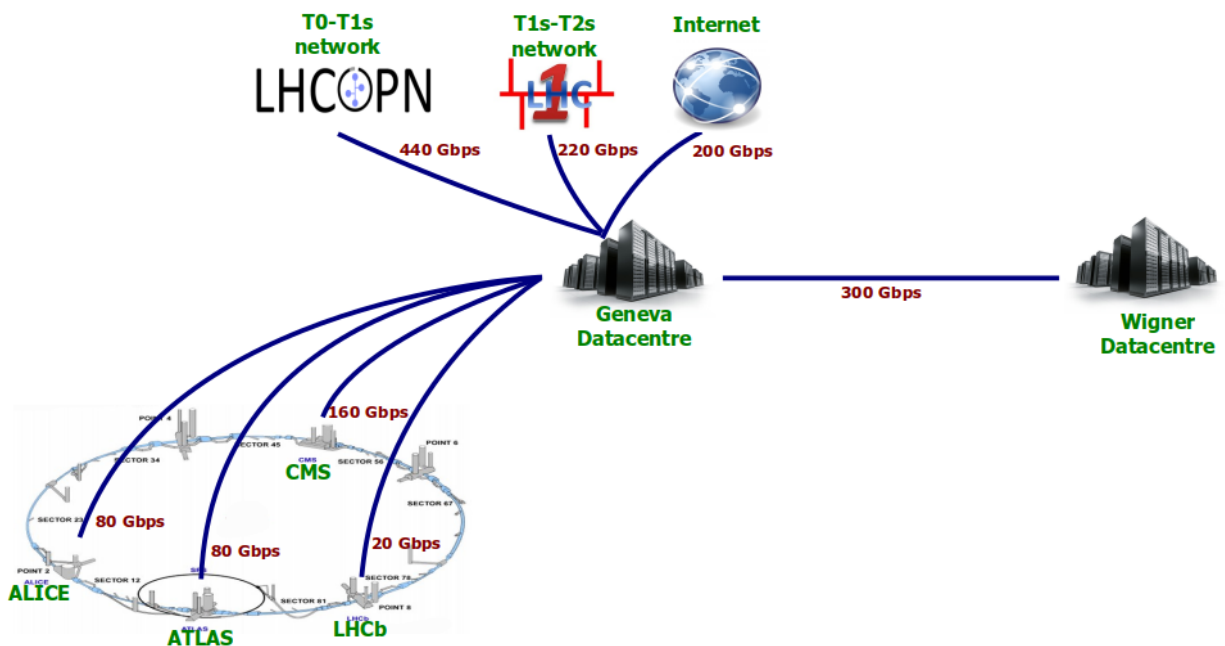 T0-T1s
network
LHCOPN
T1s-T2s
network
LHC
1
Internet
440 Gbps
220 Gbps
200 Gbps
300 Gbps
Geneva
Datacentre
Wigner
Datacentre
160 Gbps
POINT 4
SECTOR 45
CMS
CMS
SECTOR 56
POINT 6
SECTOR 34
SECTOR 23
80 Gbps
SECTOR 67
80 Gbps
20 Gbps
POINT 2
ALICE
ALICE
SECTOR 12
SPS
SECTOR 81
SECTOR 78
POINT 8
ATLAS
ATLAS
LHCb
LHCb